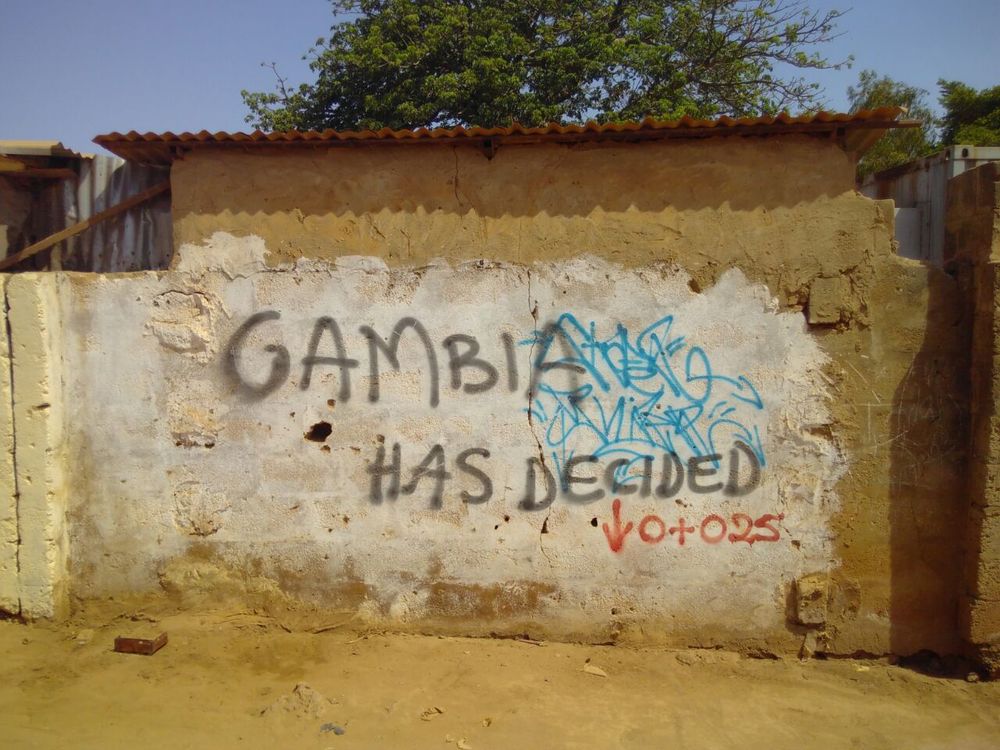 GAMBIA
HAS DECIDED
↓0+025